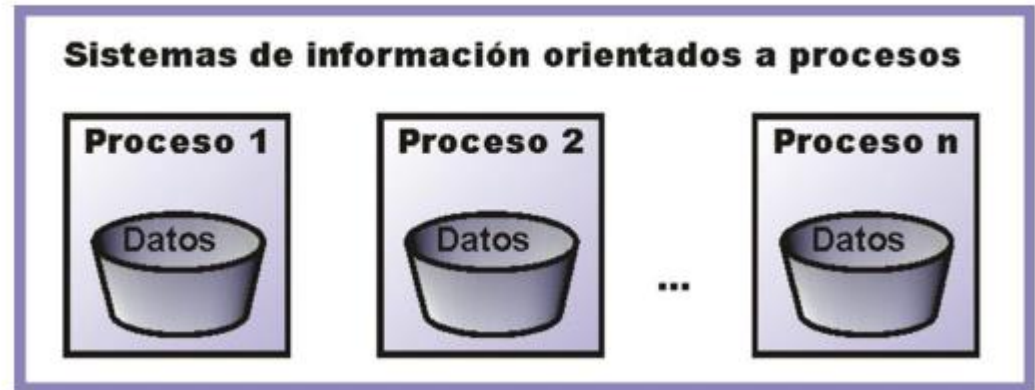 Sistemas de información orientados a procesos
Proceso 1
Datos
Proceso 2
Datos
...
Proceso n
Datos